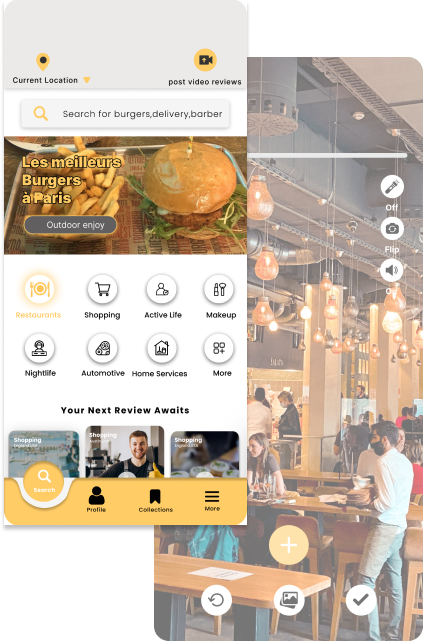 Current Location
post video reviews
Search for burgers,delivery,barber
Les meilleurs
Burgers
à Paris
Outdoor enjoy
Off
Flip
Restaurants
Shopping
Active Life
Makeup
Nightlife
Automotive
Home Services
More
Your Next Review Awaits
Shopping
Shopping
Shopping
Search
Profile
Collections
More